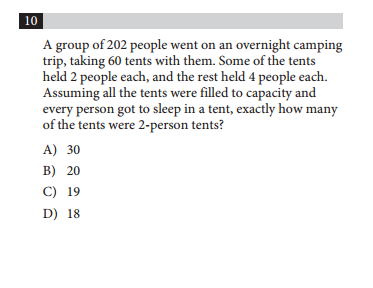 10
A group of 202 people went on an overnight camping
trip, taking 60 tents with them. Some of the tents
held 2 people each, and the rest held 4 people each.
Assuming all the tents were filled to capacity and
every person got to sleep in a tent, exactly how many
of the tents were 2-person tents?
A) 30
B) 20
C) 19
D) 18